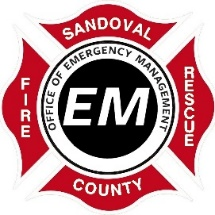 SANDOVAL
FIRE
OFFICE OF EMERGENCY MANAGEMENT
EM
RESCUE
COUNTY